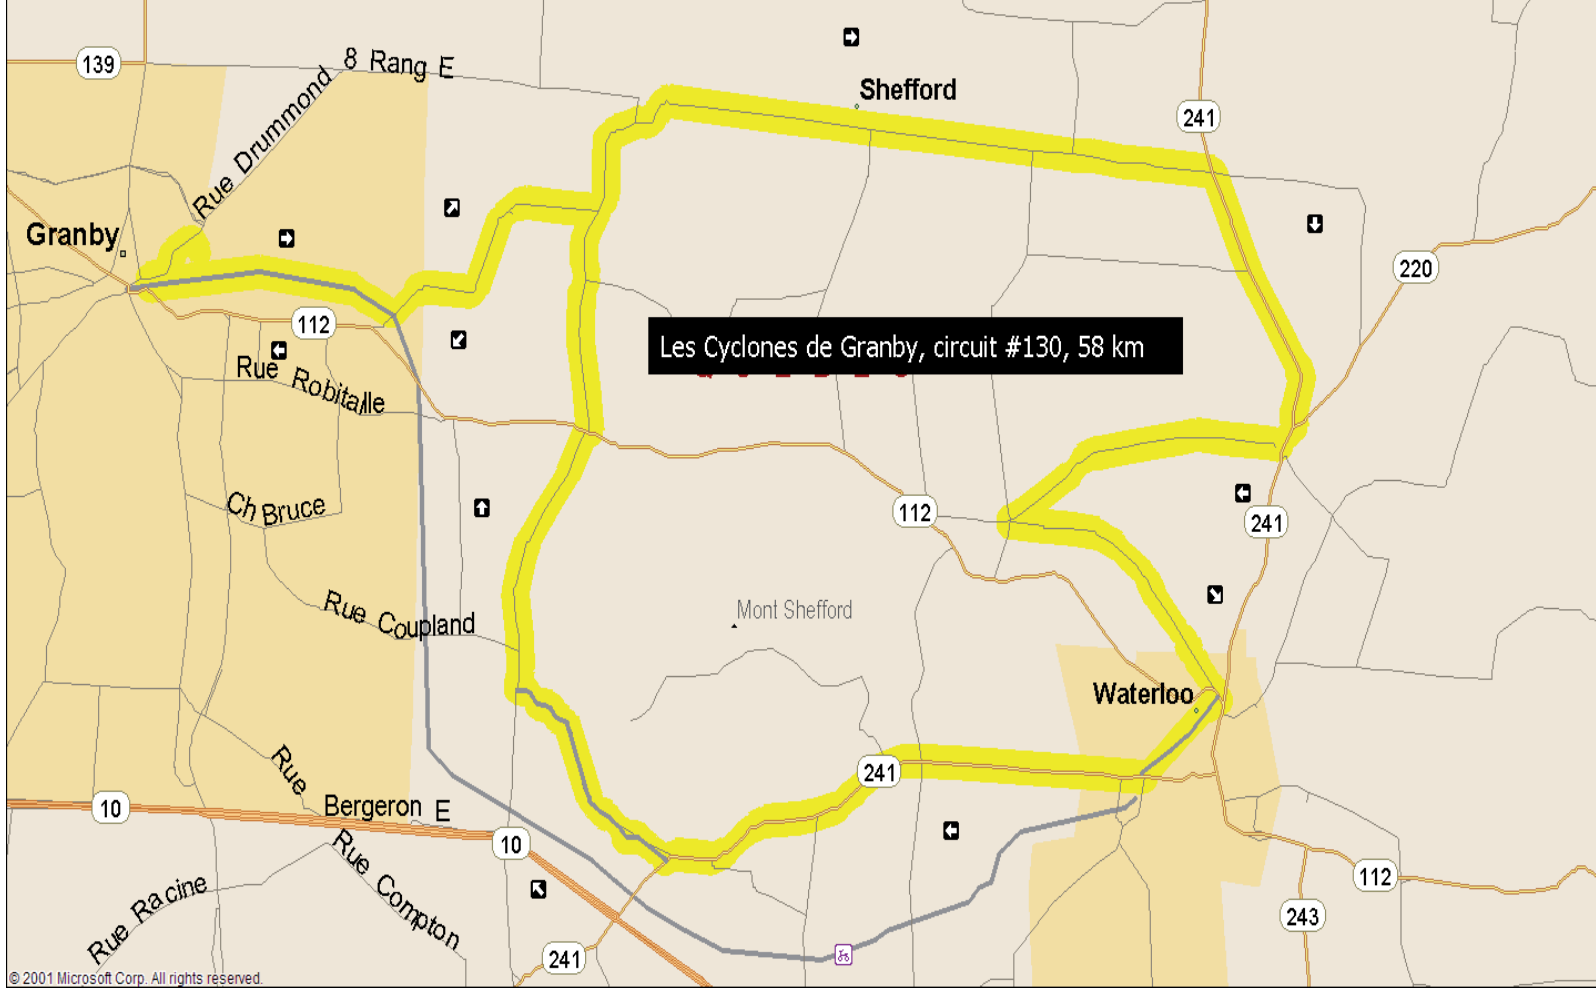 139
8 Rang E
Shefford
241
Rue Drummond
Granby
220
112
Les Cyclones de Granby, circuit #130, 58 km
Rue Robitaille
Ch Bruce
112
241
Rue Coupland
Mont Shefford
Waterloo
241
Rue Bergeron E
10
10
Rue Compton
Rue Racine
112
243
241
© 2001 Microsoft Corp. All rights reserved.